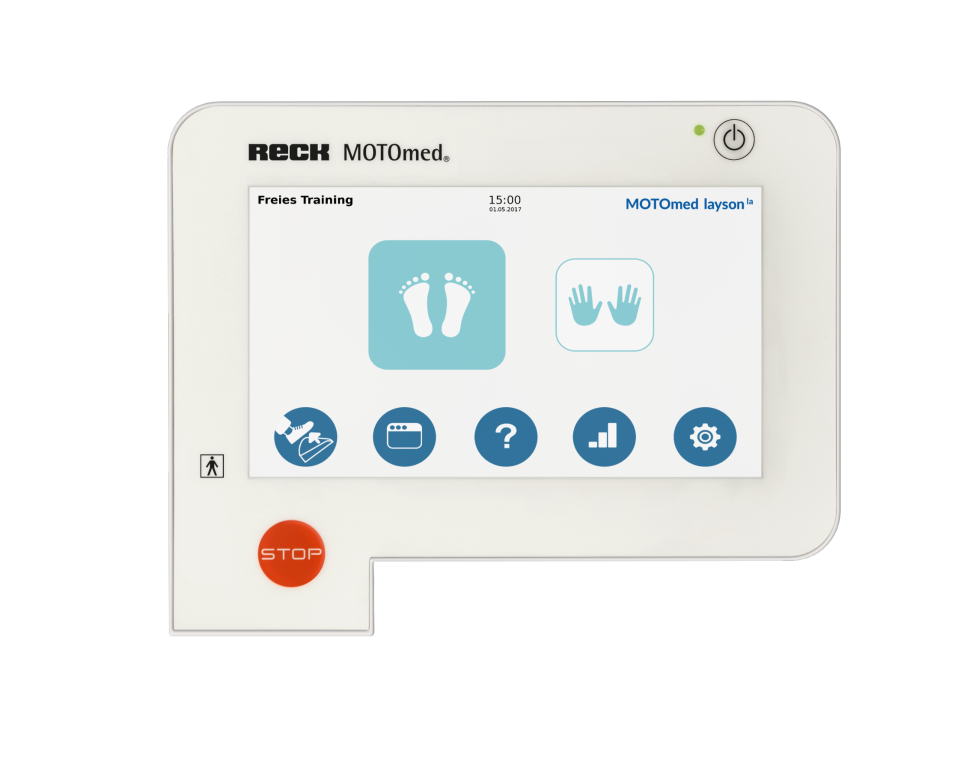 RECK MOTOmed®
Freies Training
15:00
01.05.2017
MOTOmed layson la
?
STOP